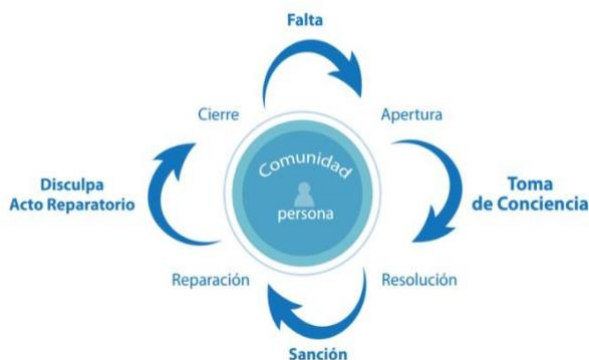 Falta
Cierre
Apertura
Comunidad
persona
Disculpa
Acto Reparatorio
Toma
de Conciencia
Reparación
Resolución
Sanción